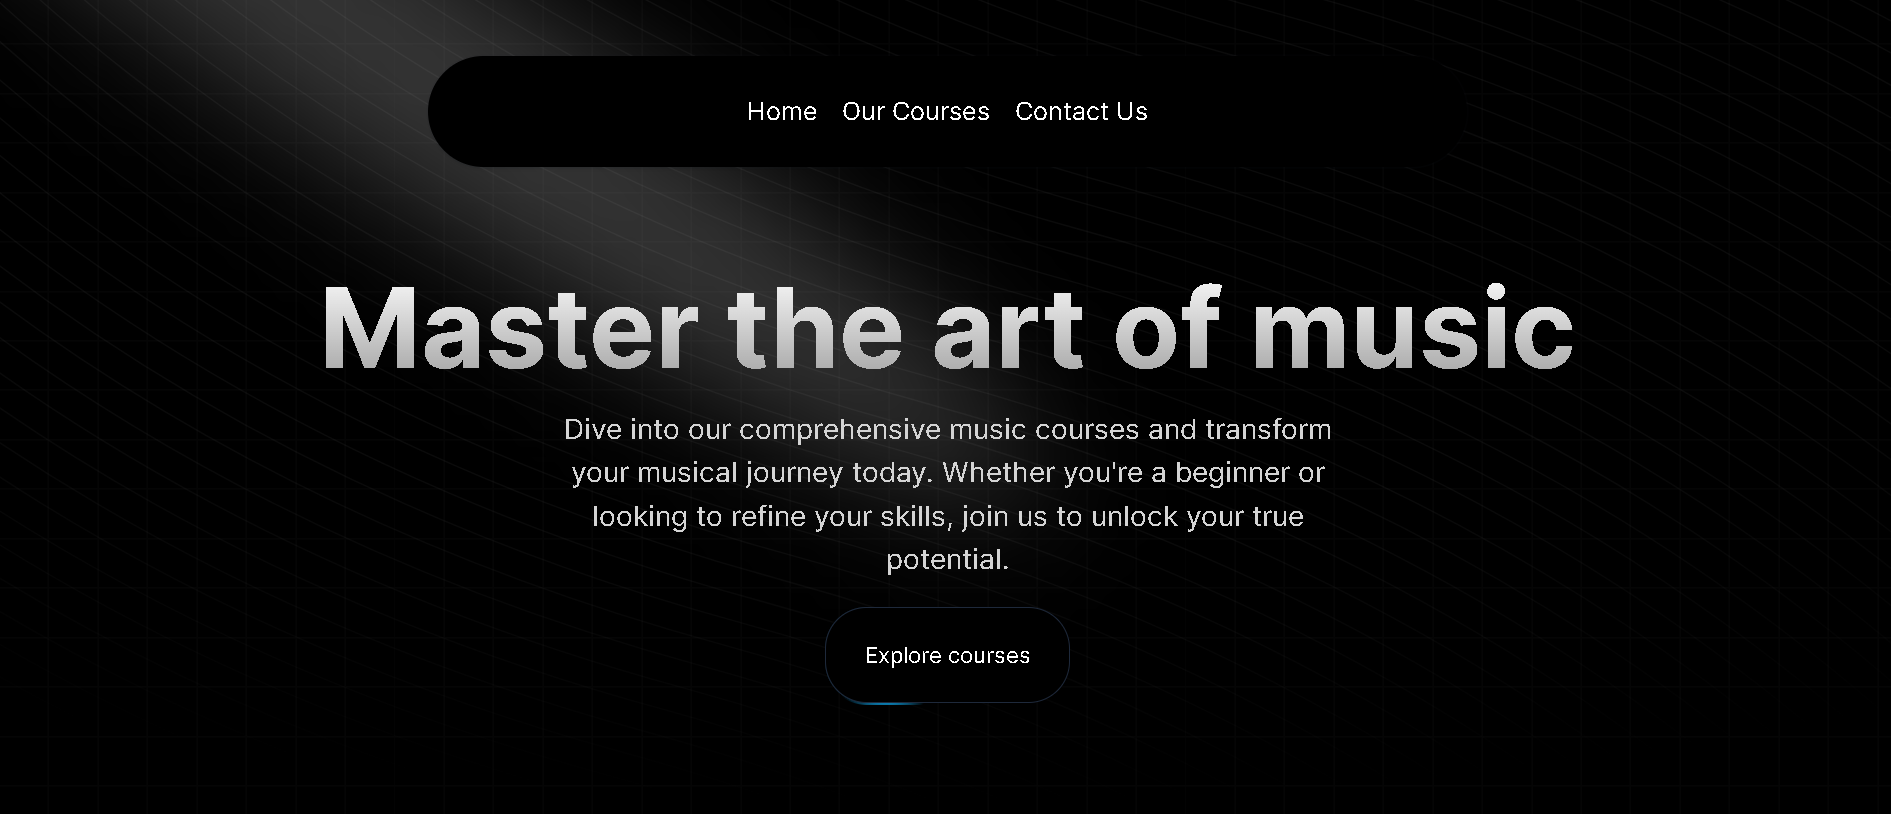 Home Our Courses Contact Us
Master the art of music
Dive into our comprehensive music courses and transform
your musical journey today. Whether you're a beginner or
looking to refine your skills, join us to unlock your true
potential.
Explore courses